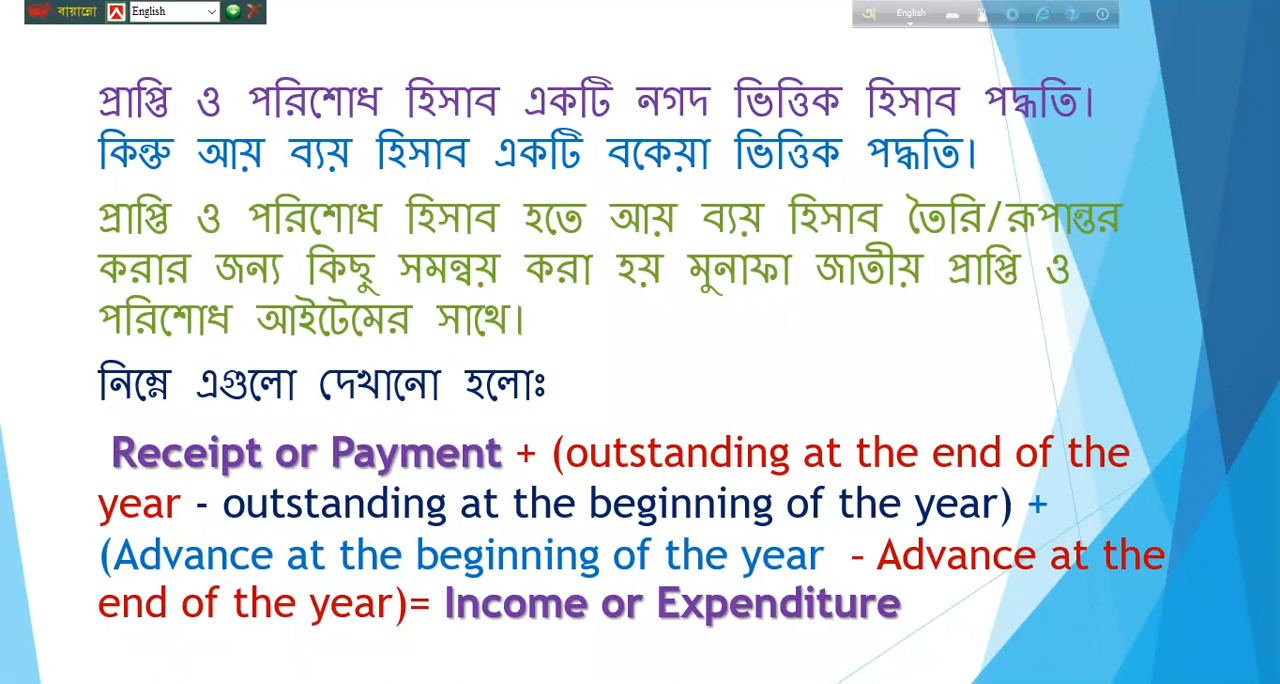 বায়ান্নো English
এ English
প্রাপ্তি ও পরিশোধ হিসাব একটি নগদ ভিত্তিক হিসাব পদ্ধতি।
কিন্তু আয় ব্যয় হিসাব একটি বকেয়া ভিত্তিক পদ্ধতি।
প্রাপ্তি ও পরিশোধ হিসাব হতে আয় ব্যয় হিসাব তৈরি/রূপান্তর
করার জন্য কিছু সমন্বয় করা হয় মুনাফা জাতীয় প্রাপ্তি ও
পরিশোধ আইটেমের সাথে।
নিম্নে এগুলো দেখানো হলোঃ
Receipt or Payment + (outstanding at the end of the
year - outstanding at the beginning of the year) +
(Advance at the beginning of the year – Advance at the
end of the year)= Income or Expenditure